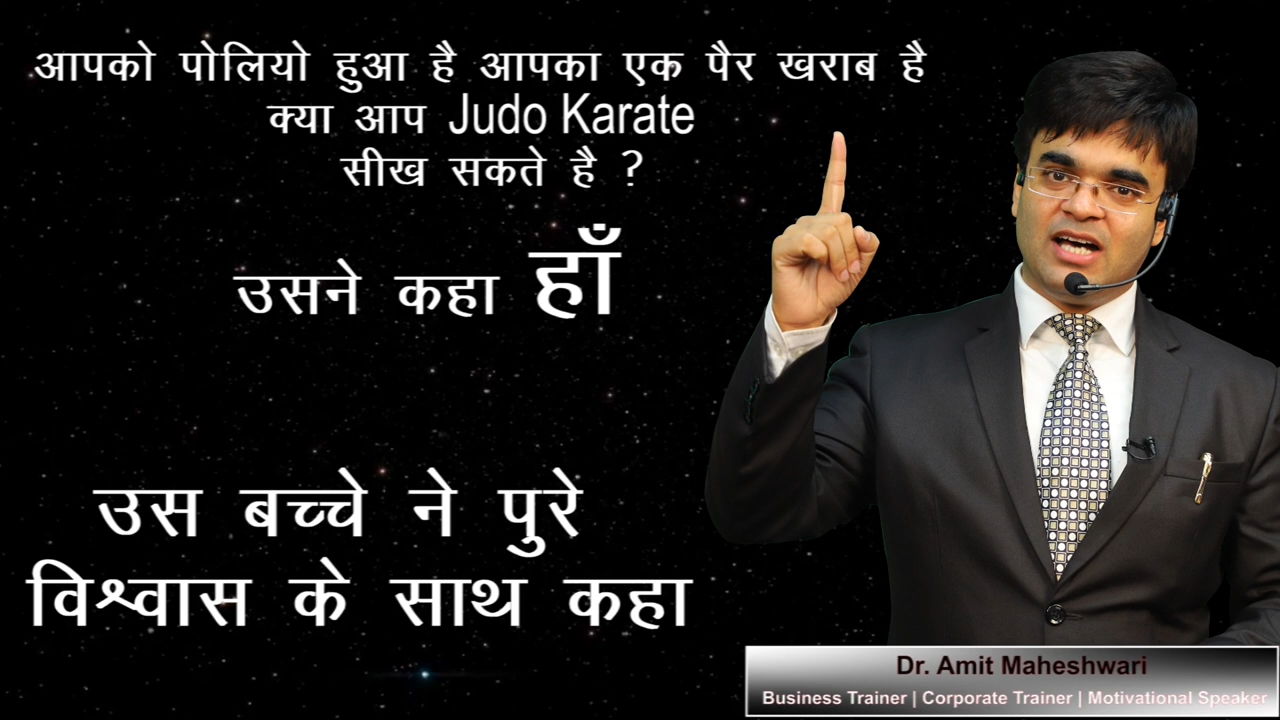 आपको पोलियो हुआ है आपका एक पैर खराब है
क्या आप Judo Karate
सीख सकते है ?
उसने कहा हाँ
उस बच्चे ने पुरे
विश्वास के साथ कहा
Dr. Amit Maheshwari
Business Trainer | Corporate Trainer | Motivational Speaker